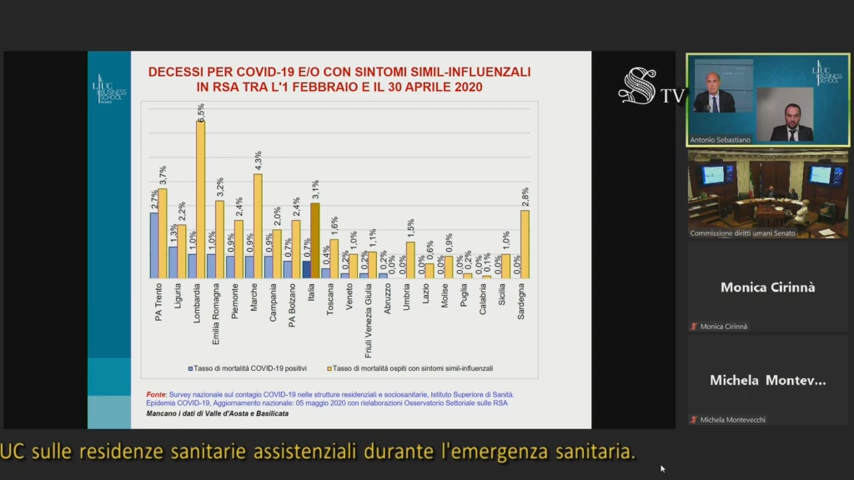 LIUC
BUSINESS
SCHOOL
DECESSI PER COVID-19 E/O CON SINTOMI SIMIL-INFLUENZALI
IN RSA TRA L'1 FEBBRAIO E IL 30 APRILE 2020
2,7%
3,7%
1,3%
2,2%
1,0%
6,5%
1,0%
3,2%
0,9%
2,4%
0,9%
4,3%
0,9%
2,0%
0,7%
2,4%
0,7%
3,1%
0,4%
1,6%
0,2%
1,0%
0,2%
1,1%
0,2%
0,0%
0,0%
1,5%
0,0%
0,6%
0,0%
0,9%
0,0%
0,2%
0,0%
0,1%
0,0%
1,0%
0,0%
2,8%
PA Trento
Liguria
Lombardia
Emilia Romagna
Piemonte
Marche
Campania
PA Bolzano
Italia
Toscana
Veneto
Friuli Venezia Giulia
Abruzzo
Umbria
Lazio
Molise
Puglia
Calabria
Sicilia
Sardegna
Tasso di mortalità COVID-19 positivi
Tasso di mortalità ospiti con sintomi simil-influenzali
Fonte: Survey nazionale sul contagio COVID-19 nelle strutture residenziali e sociosanitarie, Istituto Superiore di Sanità.
Epidemia COVID-19, Aggiornamento nazionale: 05 maggio 2020 con rielaborazioni Osservatorio Settoriale sulle RSA
Mancano i dati di Valle d'Aosta e Basilicata
S TV
LIUC
BUSINESS
SCHOOL
Antonio Sebastiano
Commissione diritti umani Senato
Monica Cirinnà
Monica Cirinnà
Michela Montev...
Michela Montevecchi
UC sulle residenze sanitarie assistenziali durante l'emergenza sanitaria.